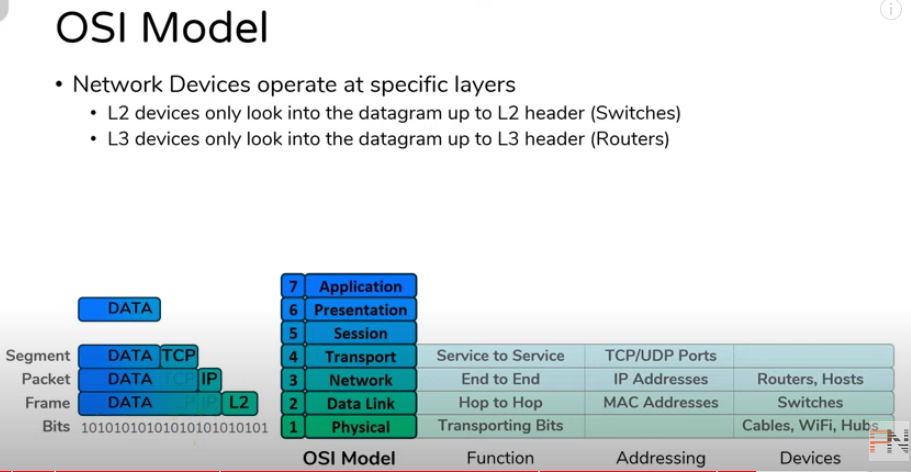 OSI Model
• Network Devices operate at specific layers
• L2 devices only look into the datagram up to L2 header (Switches)
• L3 devices only look into the datagram up to L3 header (Routers)
7 Application
DATA 6 Presentation
5 Session
Segment DATA TCP 4 Transport Service to Service TCP/UDP Ports
Packet DATA TCP IP 3 Network End to End IP Addresses Routers, Hosts
Frame DATA IP L2 2 Data Link Hop to Hop MAC Addresses Switches
Bits 1010101010101010101010101 1 Physical Transporting Bits Cables, WiFi, Hubs
OSI Model Function Addressing Devices